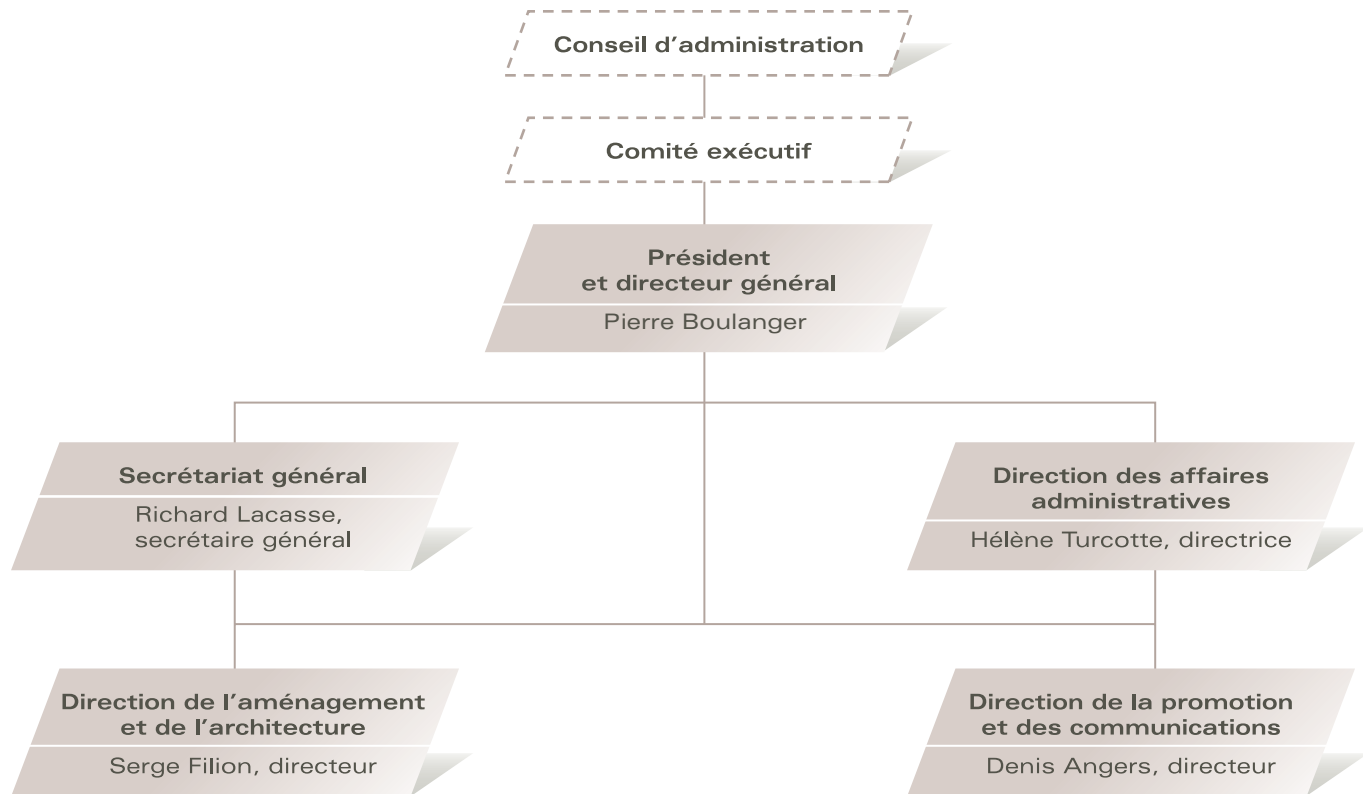 Conseil d'administration
Comité exécutif
Président
et directeur général
Pierre Boulanger
Secrétariat général
Richard Lacasse,
secrétaire général
Direction des affaires
administratives
Hélène Turcotte, directrice
Direction de l'aménagement
et de l'architecture
Serge Filion, directeur
Direction de la promotion
et des communications
Denis Angers, directeur